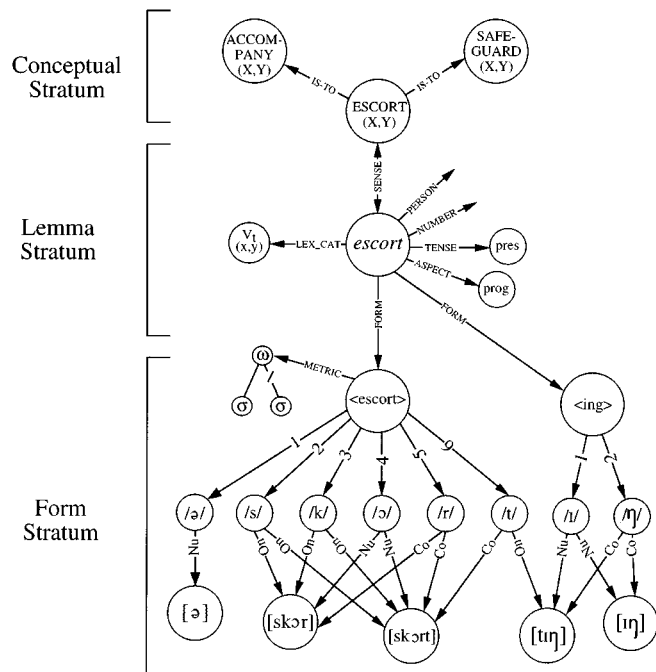 Conceptual
Stratum
ACCOM-
PANY
(X,Y)
SAFE-
GUARD
(X,Y)
IS-TO
IS-TO
ESCORT
(X,Y)
SENSE
Lemma
Stratum
PERSON
NUMBER
Vt
(x,y)
LEX_CAT
escort
TENSE
pres
ASPECT
prog
FORM
FORM
ω
METRIC
σ
σ
<escort>
<ing>
1
2
3
4
5
6
1
2
Form
Stratum
/ə/
/s/
/k/
/ɔ/
/r/
/t/
/ɪ/
/ŋ/
Nu
On
On
On
On
Nu
Nu
Co
Co
Co
On
Nu
Nu
Co
Co
[ə]
[skɔr]
[skɔrt]
[tɪŋ]
[ɪŋ]